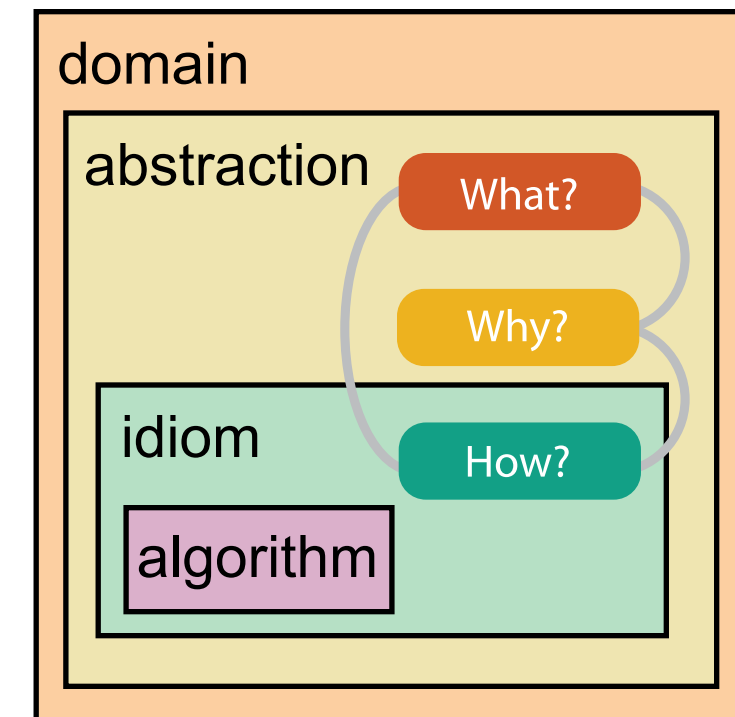 domain
abstraction
What?
Why?
idiom
How?
algorithm